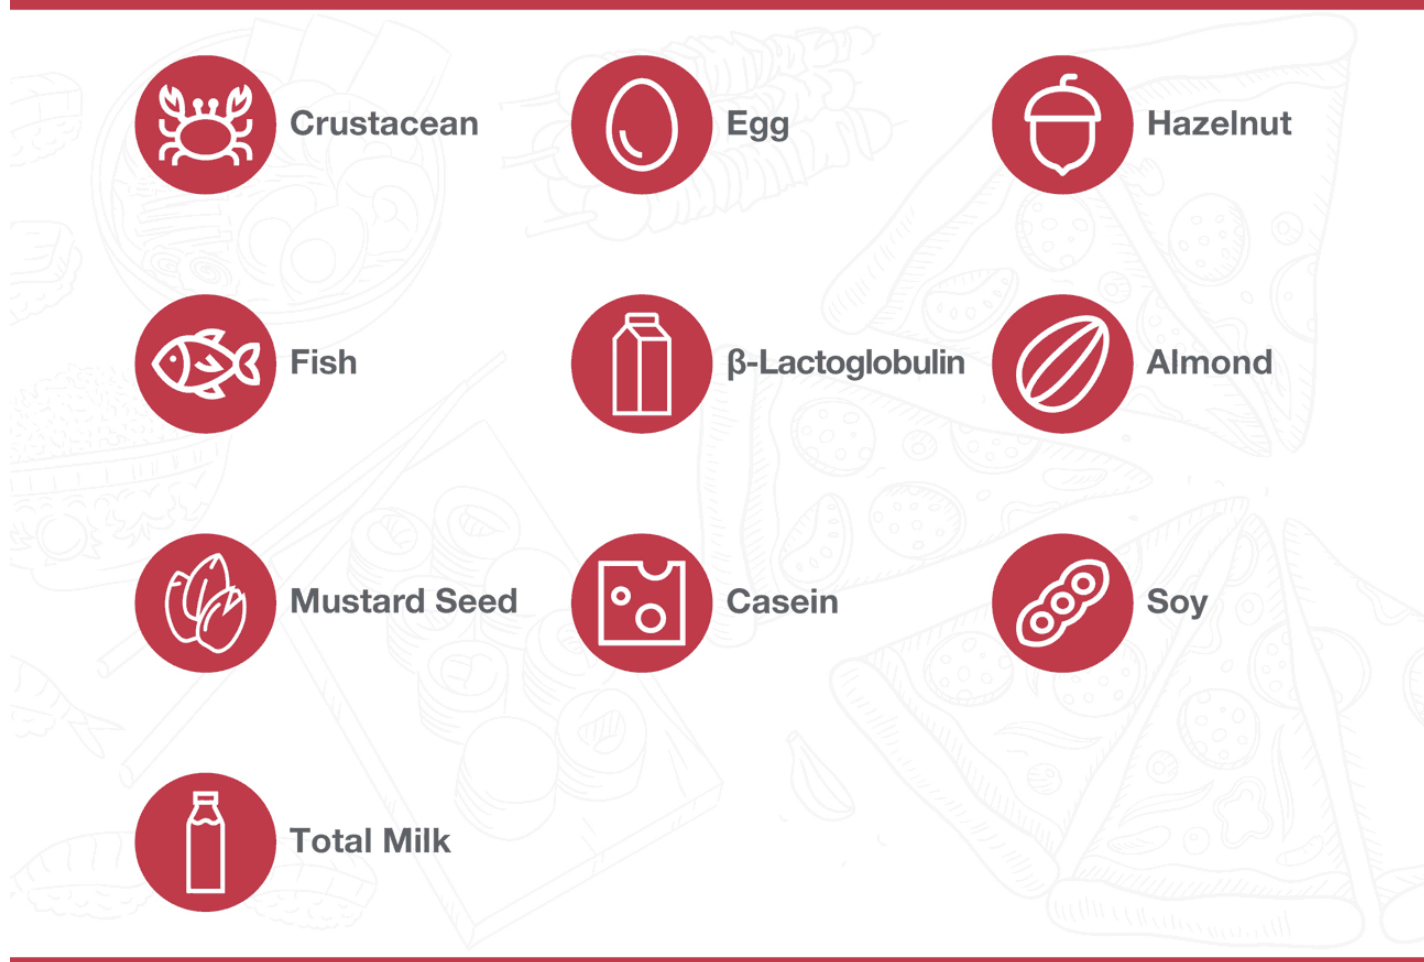 Crustacean
Egg
Hazelnut
Fish
β-Lactoglobulin
Almond
Mustard Seed
Casein
Soy
Total Milk